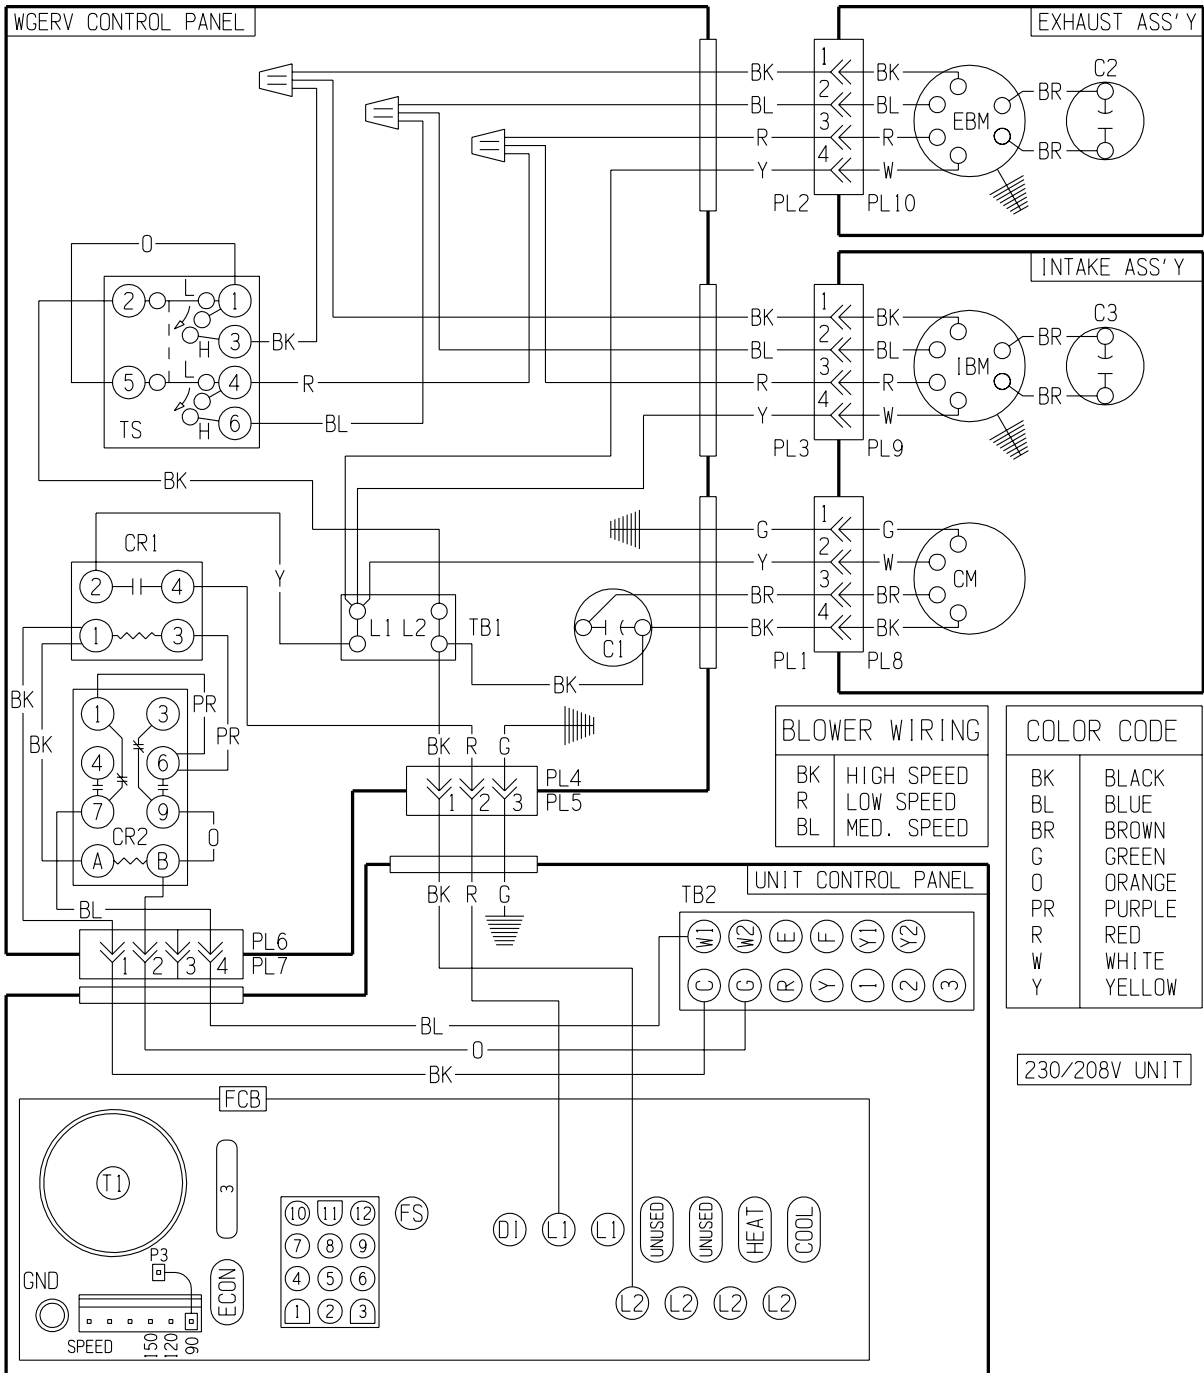 WGERV CONTROL PANEL
EXHAUST ASS'Y
1
BK
BK
2
BL
BL
3
R
R
4
Y
W
PL2
PL10
EBM
BR
BR
C2
INTAKE ASS'Y
1
BK
BK
2
BL
BL
3
R
R
4
Y
W
PL3
PL9
IBM
BR
BR
C3
O
2
L
1
H
3
BK
5
L
4
R
TS
H
6
BL
BK
CR1
2
4
1
3
Y
L1 L2
TB1
C1
BK
1
G
G
2
Y
W
3
BR
BR
4
BK
BK
PL1
PL8
CM
BK
BK
PR
PR
1
3
4
6
7
9
CR2
O
A
B
BL
BK R G
PL4
1
2
3
PL5
BLOWER WIRING
BK HIGH SPEED
R LOW SPEED
BL MED. SPEED
COLOR CODE
BK BLACK
BL BLUE
BR BROWN
G GREEN
O ORANGE
PR PURPLE
R RED
W WHITE
Y YELLOW
230/208V UNIT
UNIT CONTROL PANEL
BK R G
PL6
1
2
3
4
PL7
TB2
W1 W2 E F Y1 Y2
C G R Y 1 2 3
BL
O
BK
FCB
T1
3
P3
GND
ECON
SPEED
150
120
90
10 11 12
7 8 9
4 5 6
1 2 3
FS
D1 L1 L1
UNUSED
UNUSED
HEAT
COOL
L2 L2 L2 L2